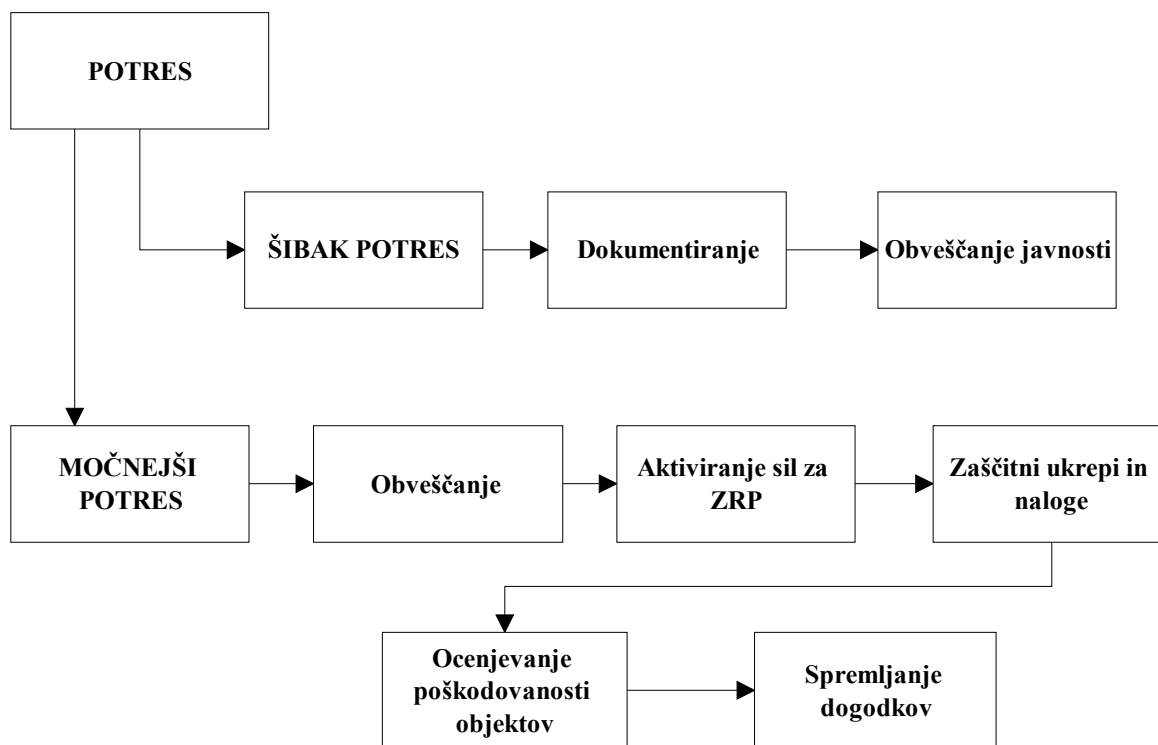 POTRES
ŠIBAK POTRES
Dokumentiranje
Obveščanje javnosti
MOČNEJŠI
POTRES
Obveščanje
Aktiviranje sil za
ZRP
Zaščitni ukrepi in
naloge
Ocenjevanje
poškodovanosti
objektov
Spremljanje
dogodkov